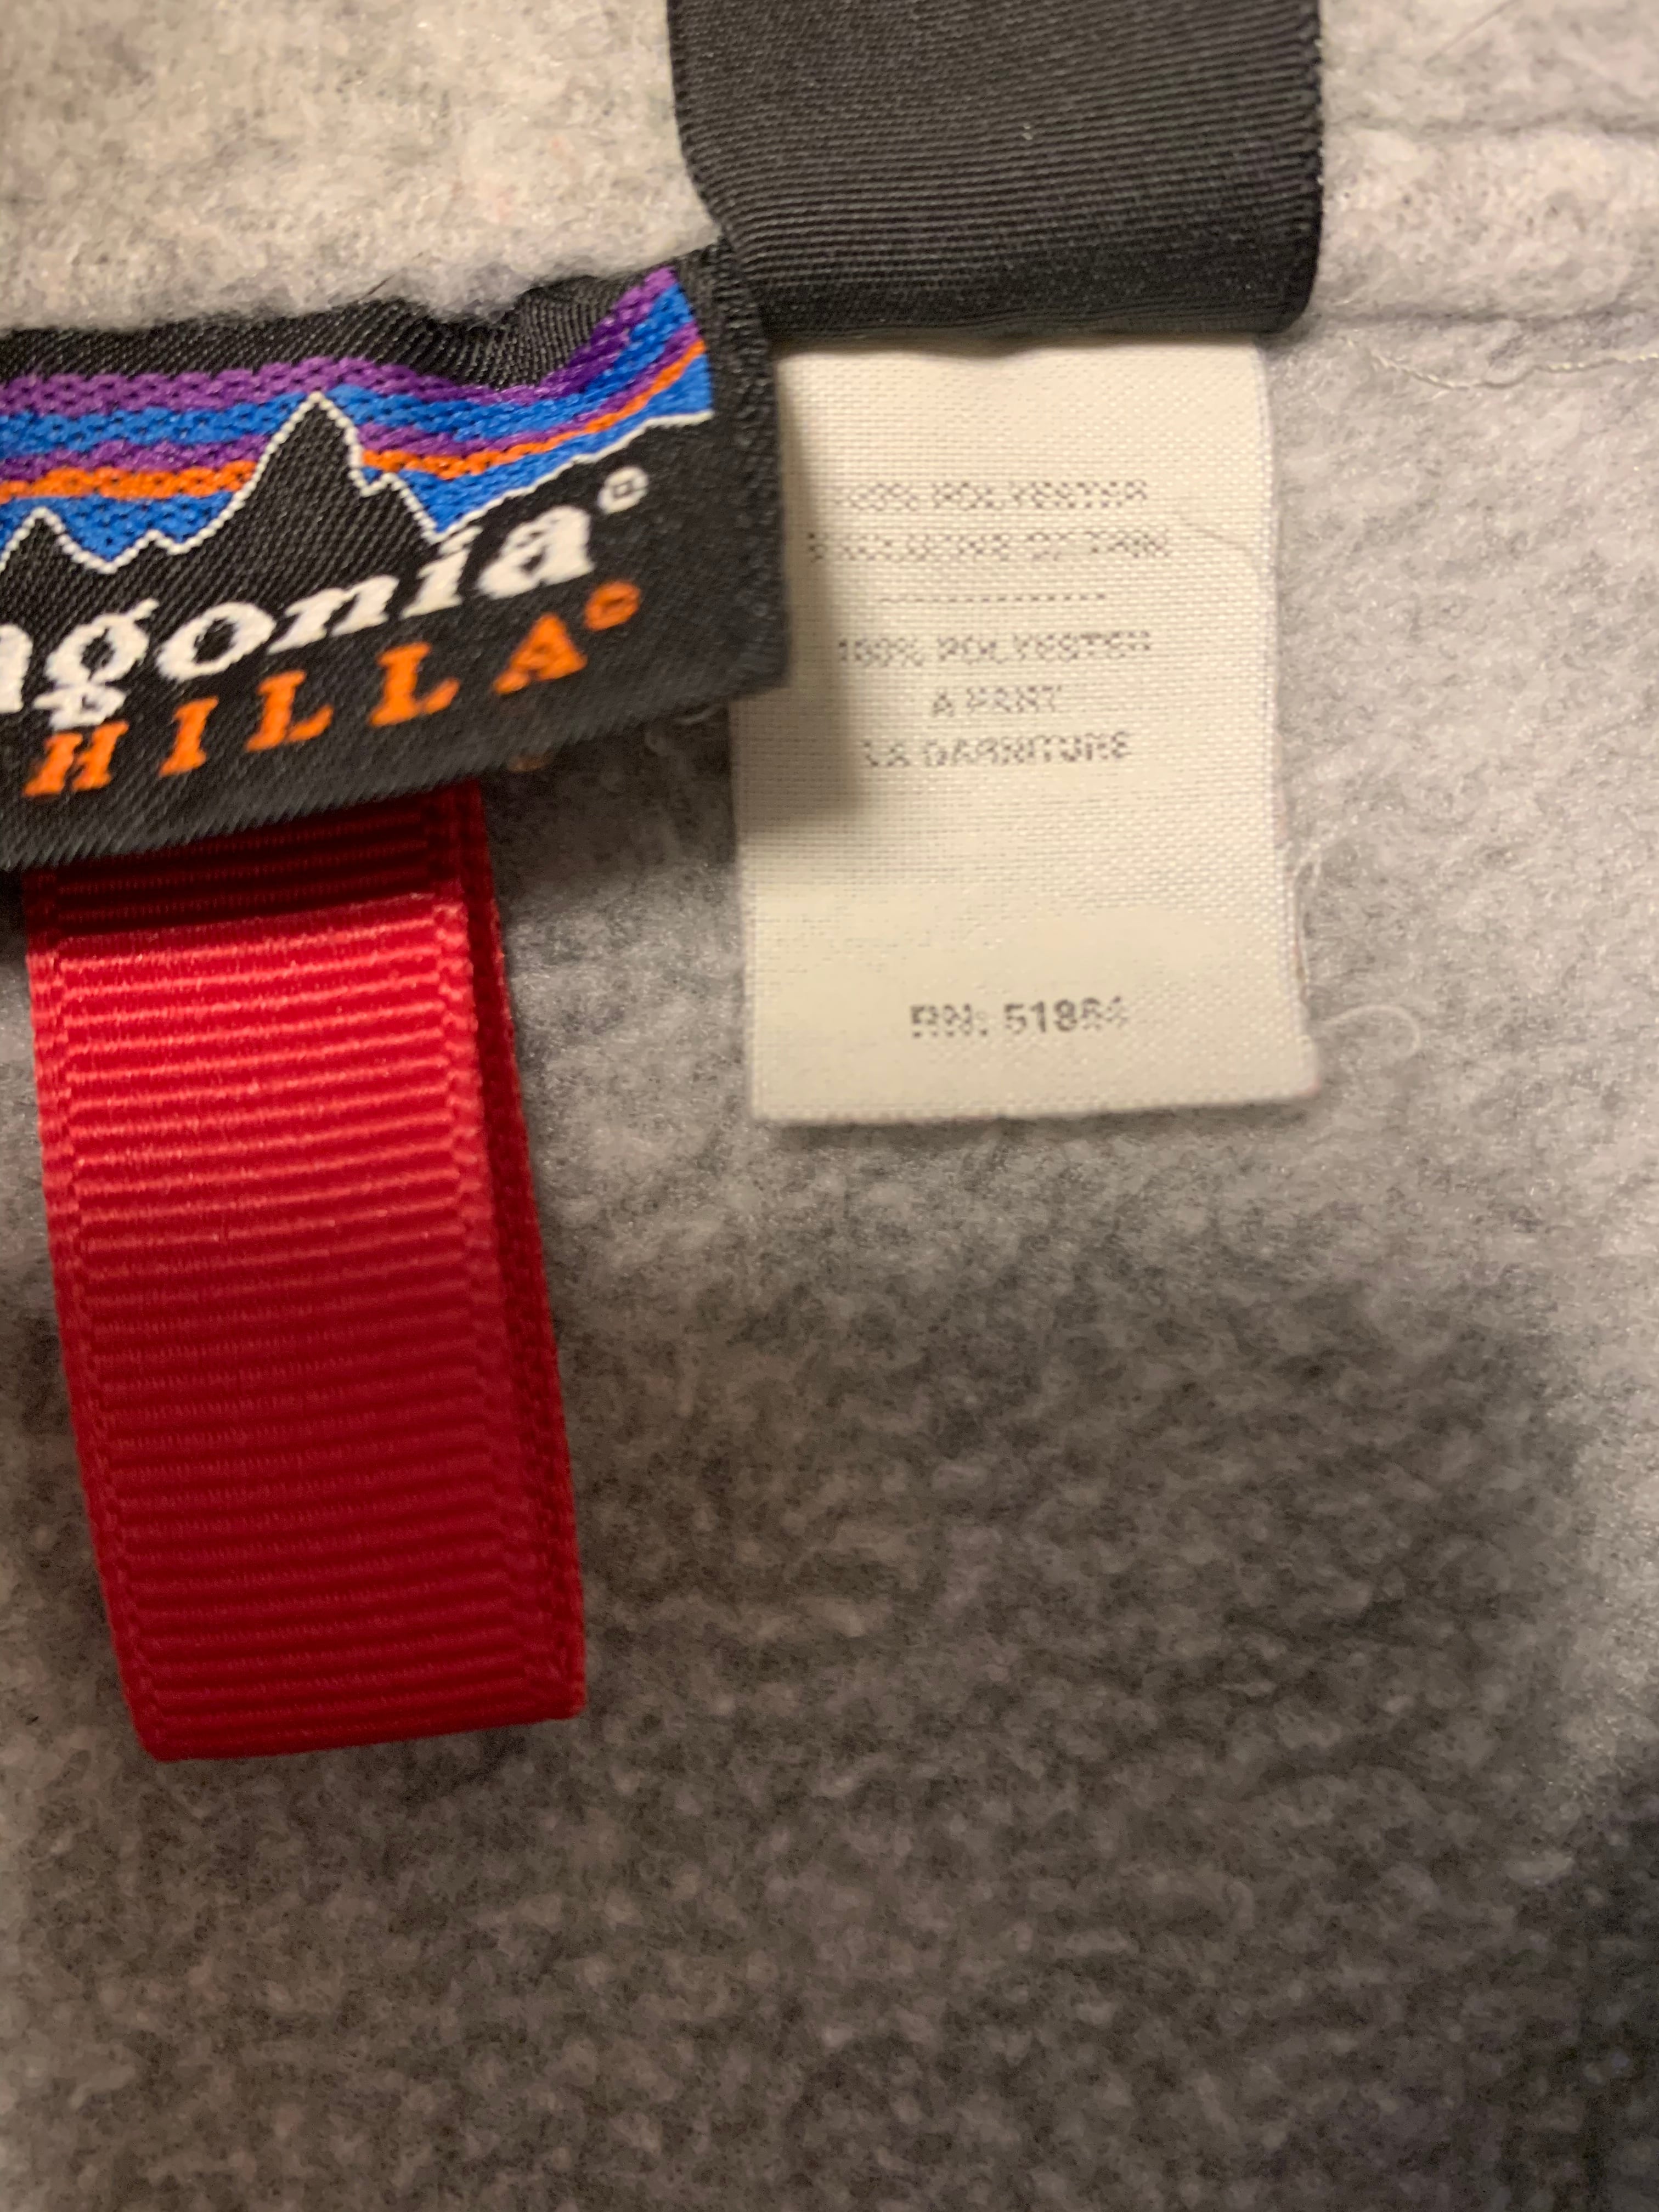 agonia®
HILLA®
100% POLYESTER
EXCLUSIVE OF TRIM
100% POLYESTER
A PART
LA GARNITURE
RN: 51884